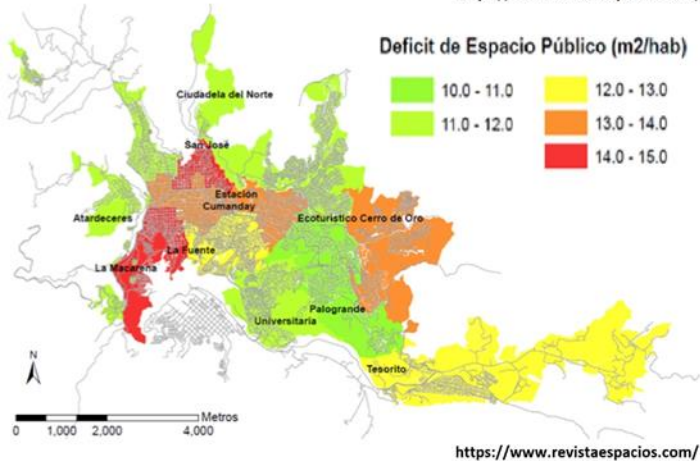 Deficit de Espacio Público (m2/hab)
10.0 - 11.0
12.0 - 13.0
11.0 - 12.0
13.0 - 14.0
14.0 - 15.0
Ciudadela del Norte
San José
Estación
Cumanday
Atardeceres
Ecoturistico Cerro de Oro
La Fuente
La Macarena
Palogrande
Universitaria
Tesorito
N
Metros
0 1,000 2,000 4,000
https://www.revistaespacios.com/